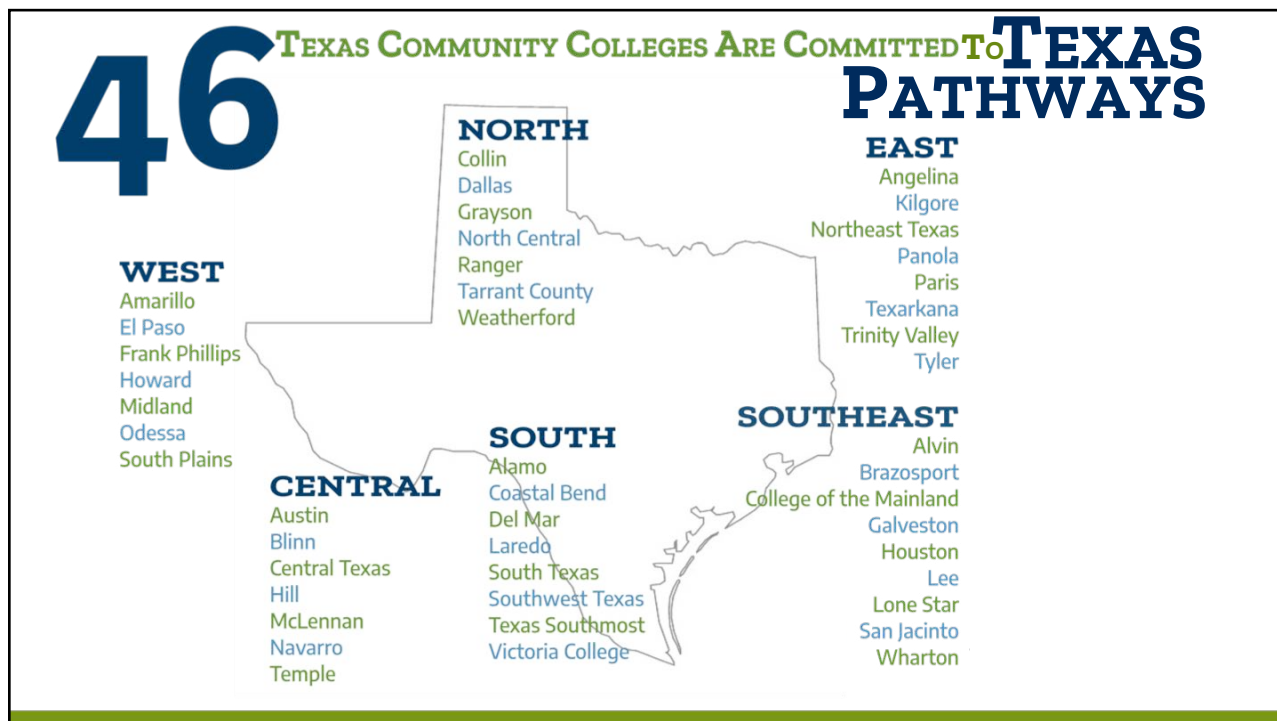 46
TEXAS COMMUNITY COLLEGES ARE COMMITTED To TEXAS
PATHWAYS
NORTH
Collin
Dallas
Grayson
North Central
Ranger
Tarrant County
Weatherford
EAST
Angelina
Kilgore
Northeast Texas
Panola
Paris
Texarkana
Trinity Valley
Tyler
WEST
Amarillo
El Paso
Frank Phillips
Howard
Midland
Odessa
South Plains
CENTRAL
Austin
Blinn
Central Texas
Hill
McLennan
Navarro
Temple
SOUTH
Alamo
Coastal Bend
Del Mar
Laredo
South Texas
Southwest Texas
Texas Southmost
Victoria College
SOUTHEAST
Alvin
Brazosport
College of the Mainland
Galveston
Houston
Lee
Lone Star
San Jacinto
Wharton